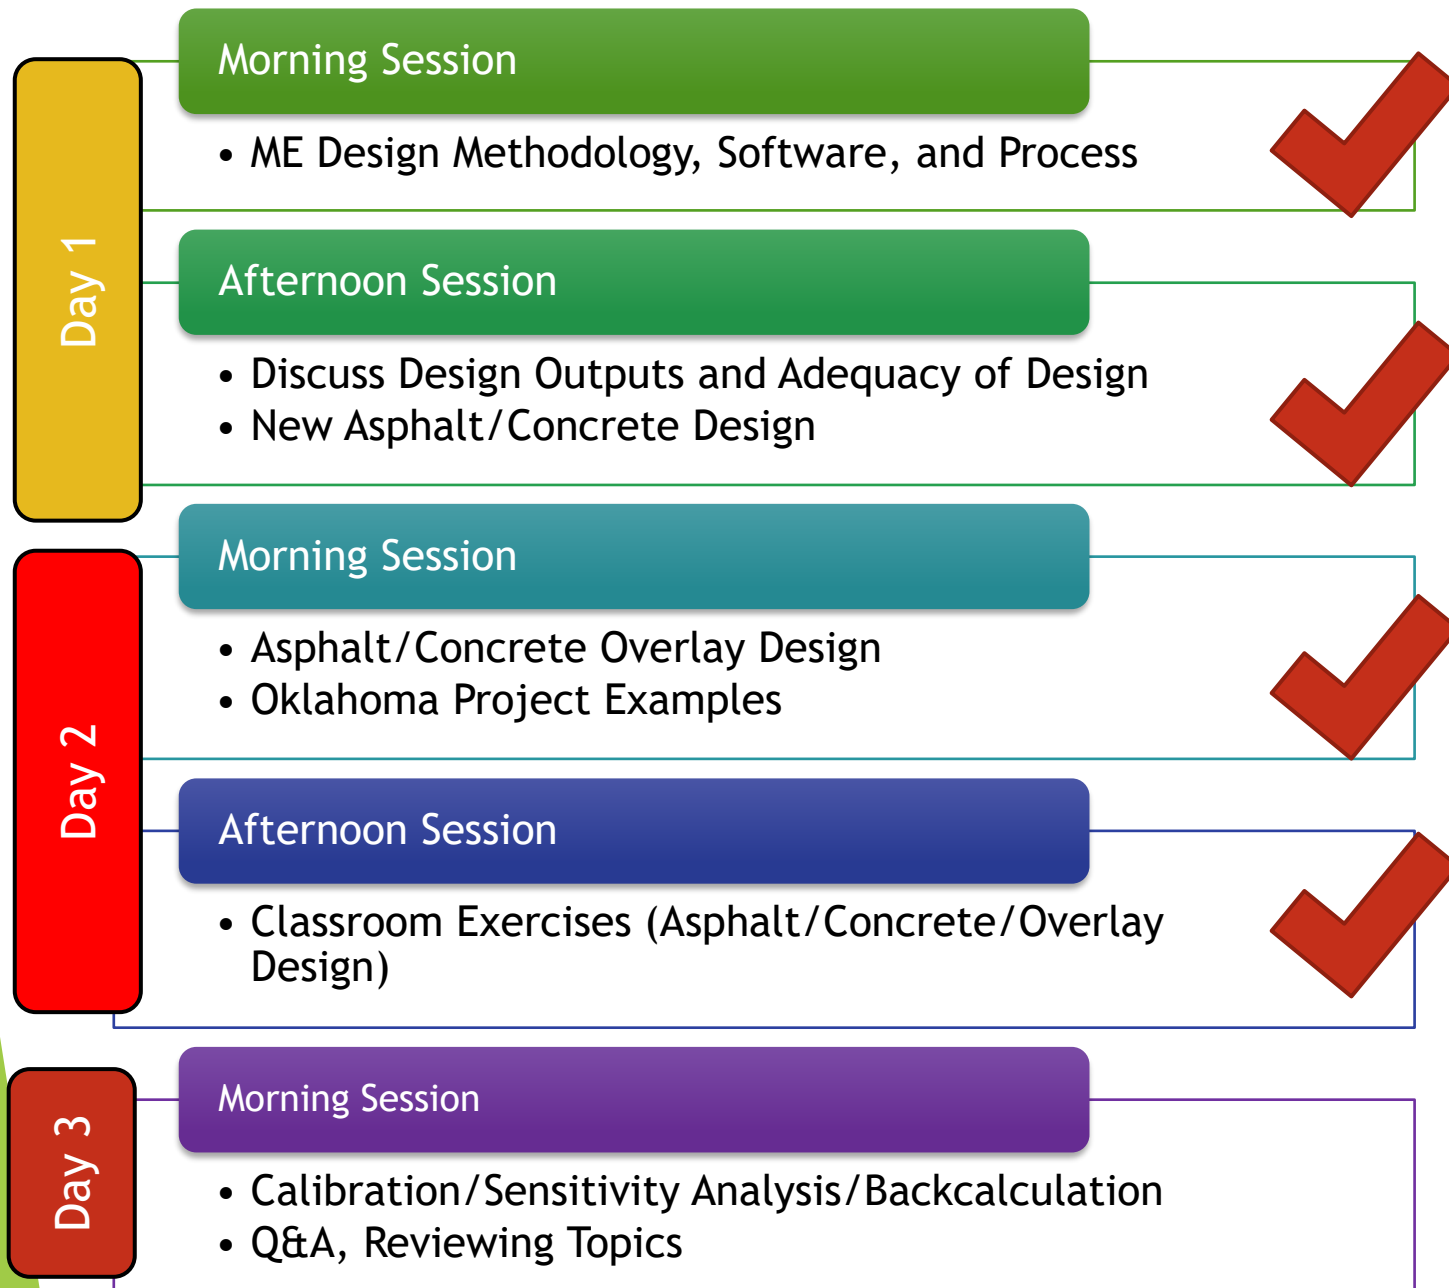 Day 1
Morning Session
• ME Design Methodology, Software, and Process
Afternoon Session
• Discuss Design Outputs and Adequacy of Design
• New Asphalt/Concrete Design
Day 2
Morning Session
• Asphalt/Concrete Overlay Design
• Oklahoma Project Examples
Afternoon Session
• Classroom Exercises (Asphalt/Concrete/Overlay
Design)
Day 3
Morning Session
• Calibration/Sensitivity Analysis/Backcalculation
• Q&A, Reviewing Topics